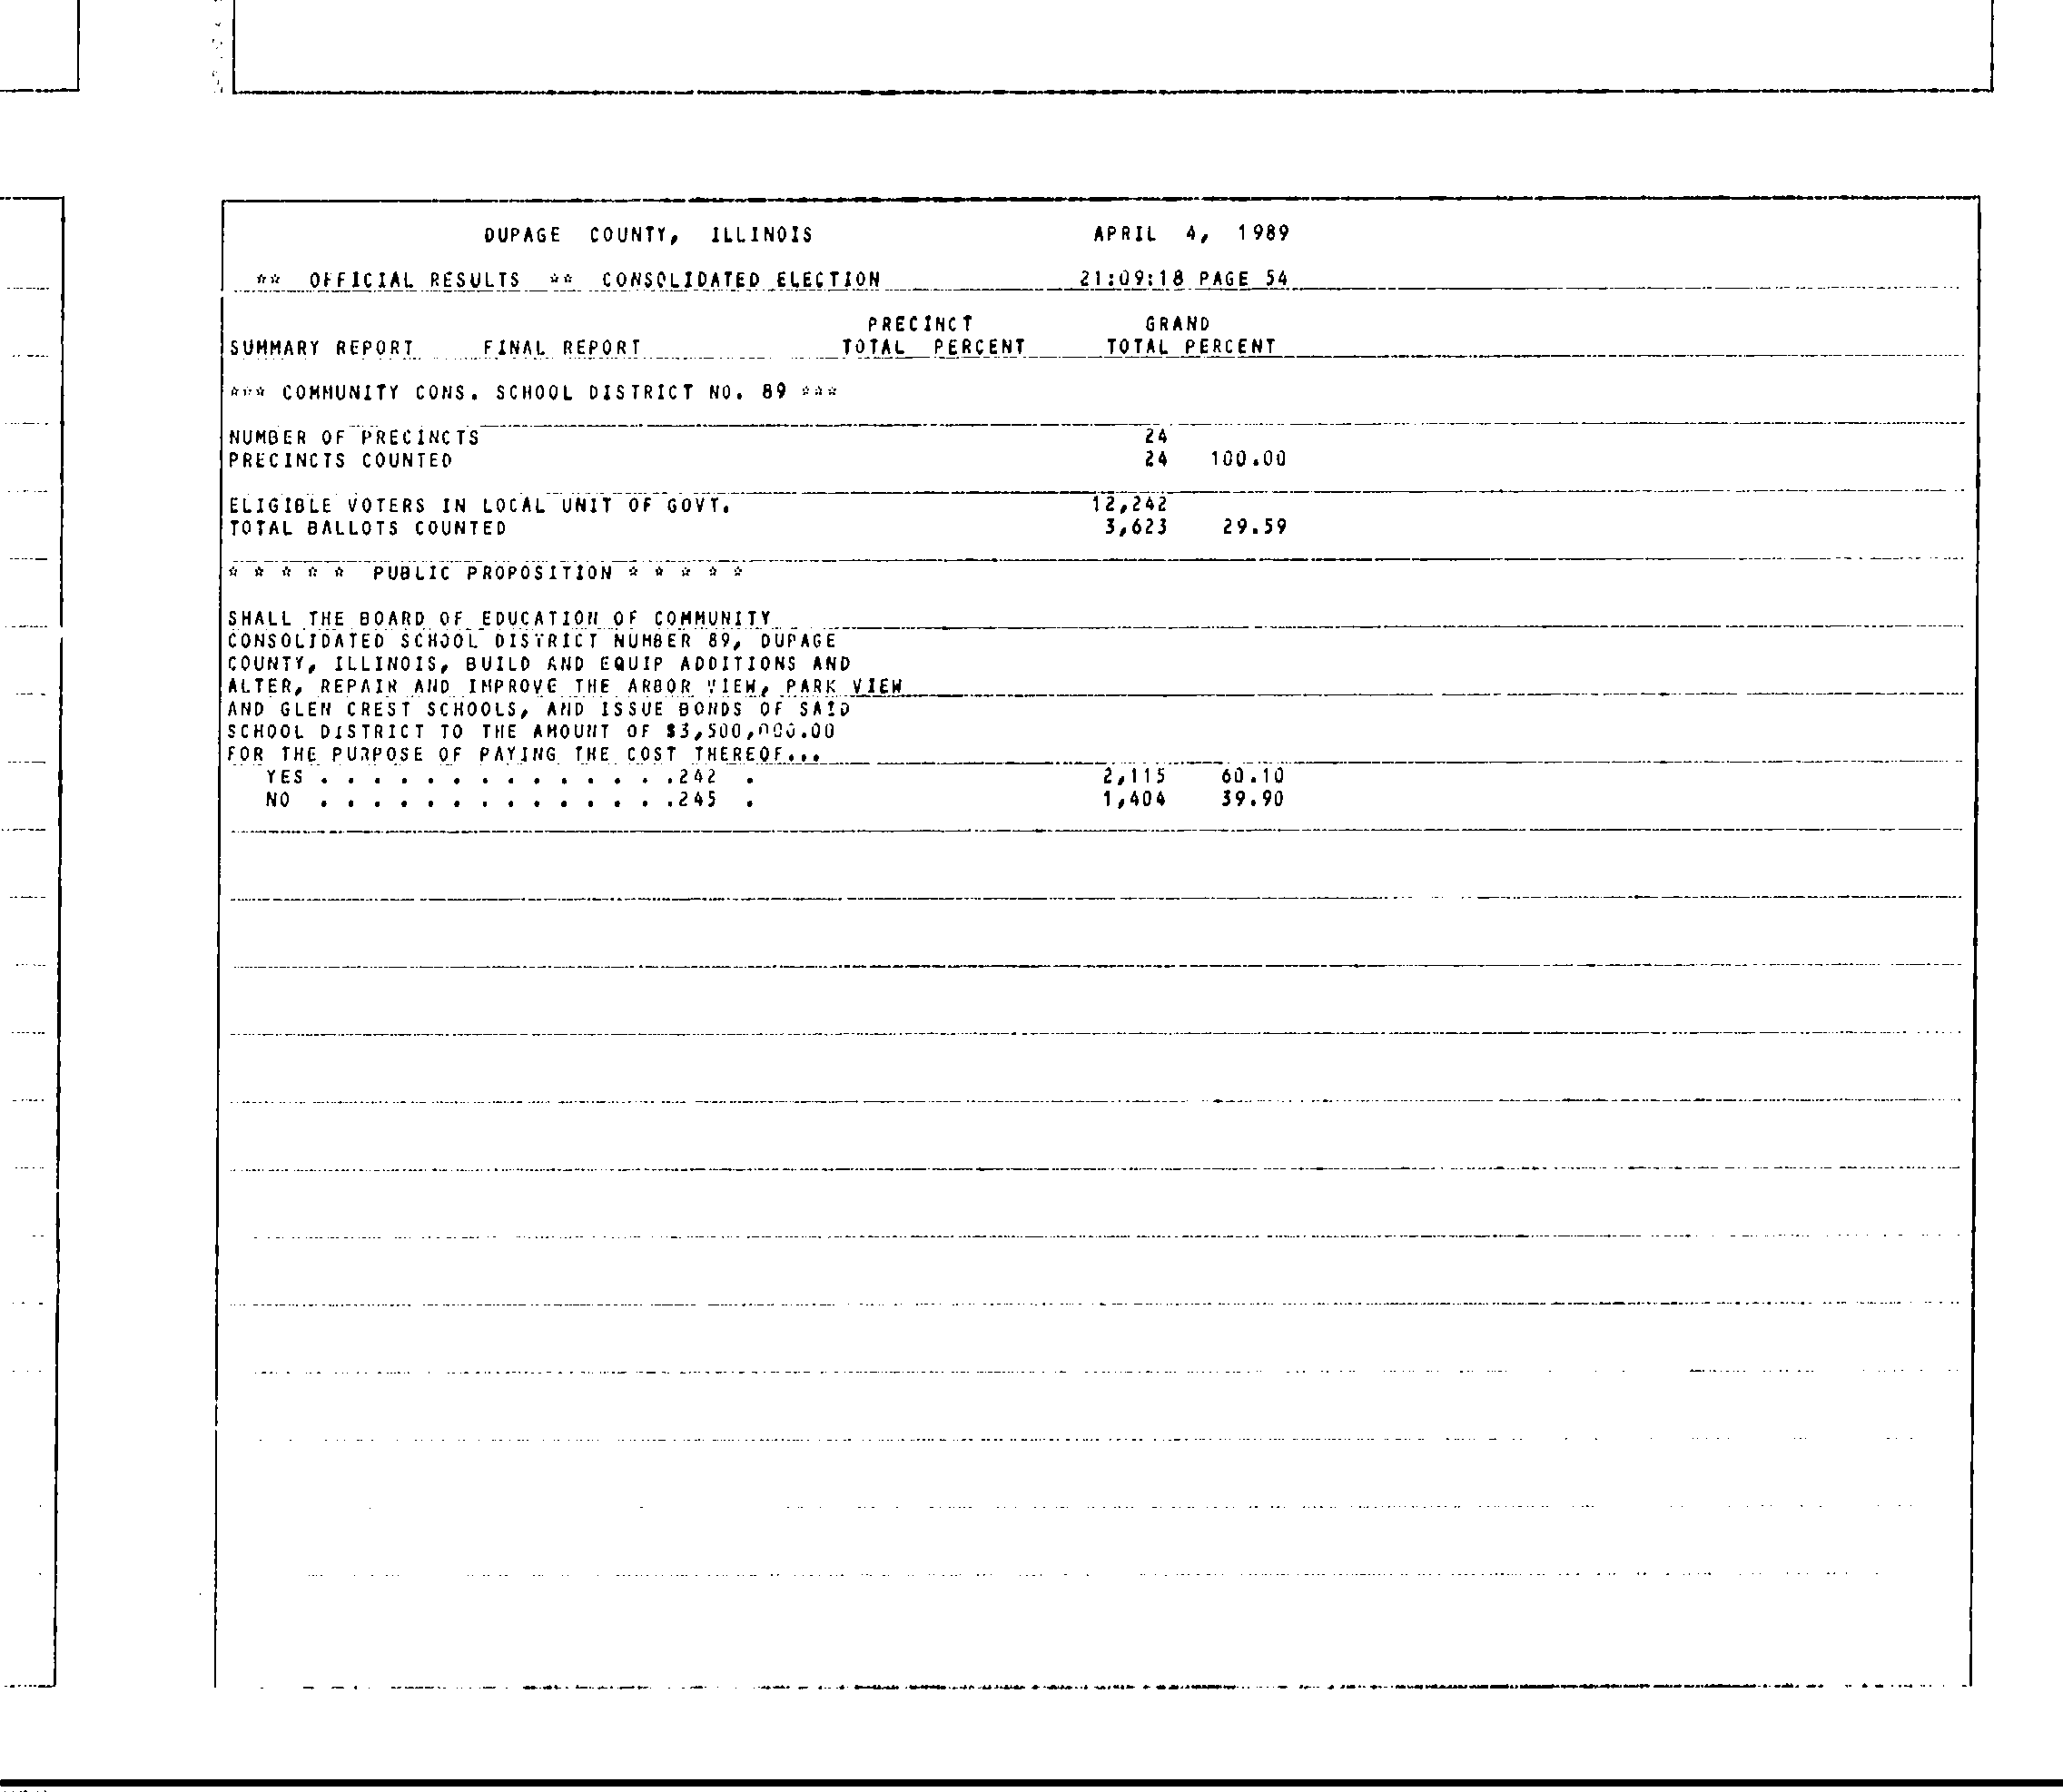 DUPAGE COUNTY, ILLINOIS APRIL 4, 1989
** OFFICIAL RESULTS ** CONSOLIDATED ELECTION 21:09:18 PAGE 54
PRECINCT GRAND
SUMMARY REPORT FINAL REPORT TOTAL PERCENT TOTAL PERCENT
*** COMMUNITY CONS. SCHOOL DISTRICT NO. 89 ***
NUMBER OF PRECINCTS 24
PRECINCTS COUNTED 24 100.00
ELIGIBLE VOTERS IN LOCAL UNIT OF GOVT. 12,242
TOTAL BALLOTS COUNTED 3,623 29.59
* * * * * PUBLIC PROPOSITION * * * * *
SHALL THE BOARD OF EDUCATION OF COMMUNITY
CONSOLIDATED SCHOOL DISTRICT NUMBER 89, DUPAGE
COUNTY, ILLINOIS, BUILD AND EQUIP ADDITIONS AND
ALTER, REPAIR AND IMPROVE THE ARBOR VIEW, PARK VIEW
AND GLEN CREST SCHOOLS, AND ISSUE BONDS OF SAID
SCHOOL DISTRICT TO THE AMOUNT OF $3,500,000.00
FOR THE PURPOSE OF PAYING THE COST THEREOF...
YES . . . . . . . . . . . . . .242 . 2,115 60.10
NO . . . . . . . . . . . . . .245 . 1,404 39.90